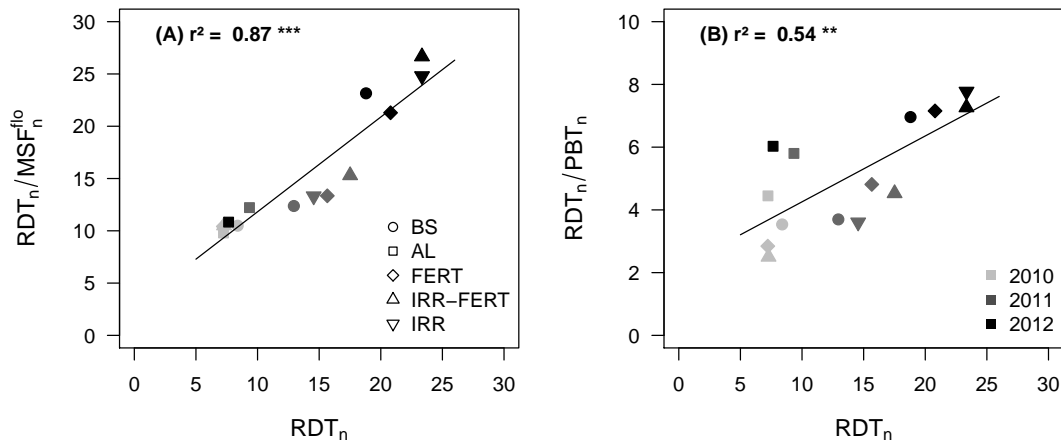 (A) r² = 0.87 ***
30
25
20
15
10
5
0
RDTn/MSFn^flo
BS
AL
FERT
IRR−FERT
IRR
0 5 10 15 20 25 30
RDTn
(B) r² = 0.54 **
10
8
6
4
2
0
RDTn/PBTn
2010
2011
2012
0 5 10 15 20 25 30
RDTn